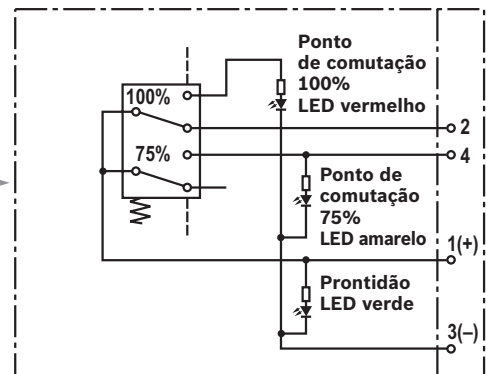 Ponto
de comutação
100%
LED vermelho
100%
2
75%
4
Ponto de
comutação
75%
LED amarelo
1(+)
Prontidão
LED verde
3(–)